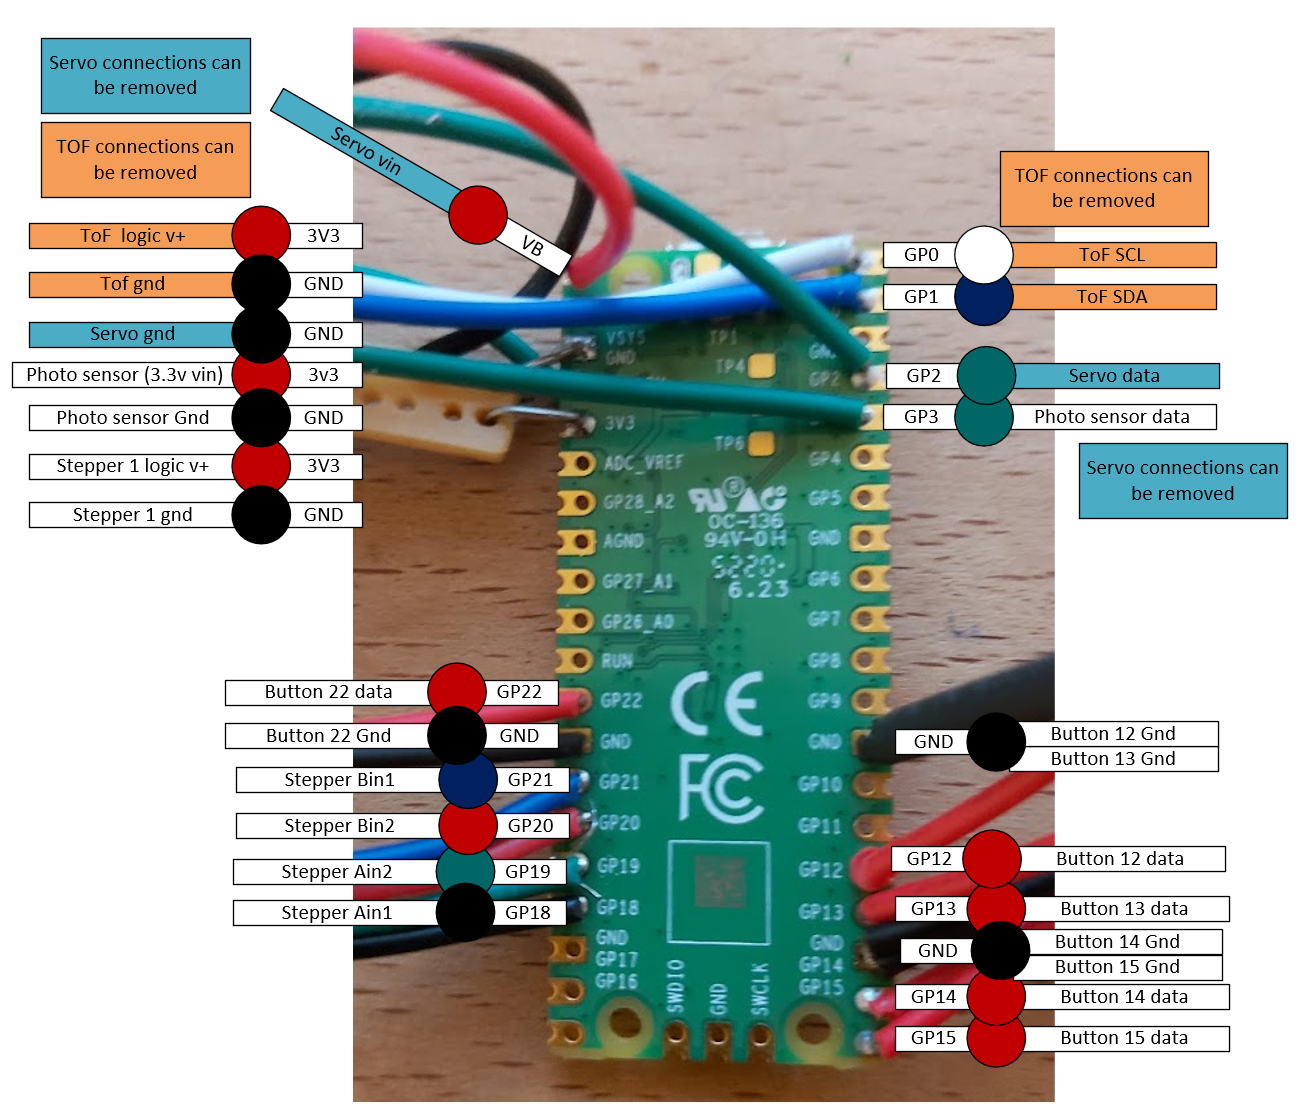 Servo connections can
be removed
TOF connections can
be removed
Servo vin
VB
ToF logic v+ 3V3
Tof gnd GND
Servo gnd GND
Photo sensor (3.3v vin) 3v3
Photo sensor Gnd GND
Stepper 1 logic v+ 3V3
Stepper 1 gnd GND
TOF connections can
be removed
GP0 ToF SCL
GP1 ToF SDA
GP2 Servo data
GP3 Photo sensor data
Servo connections can
be removed
Button 22 data GP22
Button 22 Gnd GND
Stepper Bin1 GP21
Stepper Bin2 GP20
Stepper Ain2 GP19
Stepper Ain1 GP18
GND Button 12 Gnd
Button 13 Gnd
GP12 Button 12 data
GP13 Button 13 data
GND Button 14 Gnd
Button 15 Gnd
GP14 Button 14 data
GP15 Button 15 data
VSYS
GND
3V3
ADC_VREF
GP28_A2
AGND
GP27_A1
GP26_A0
RUN
GP22
GND
GP21
GP20
GP19
GP18
GND
GP17
GP16
TP1
TP4
TP6
OC-136
94V-0H
5220
6.23
CE
FC
SWDIO
GND
SWCLK
GP2
GP4
GP5
GND
GP6
GP7
GP8
GP9
GND
GP10
GP11
GP12
GP13
GND
GP14
GP15